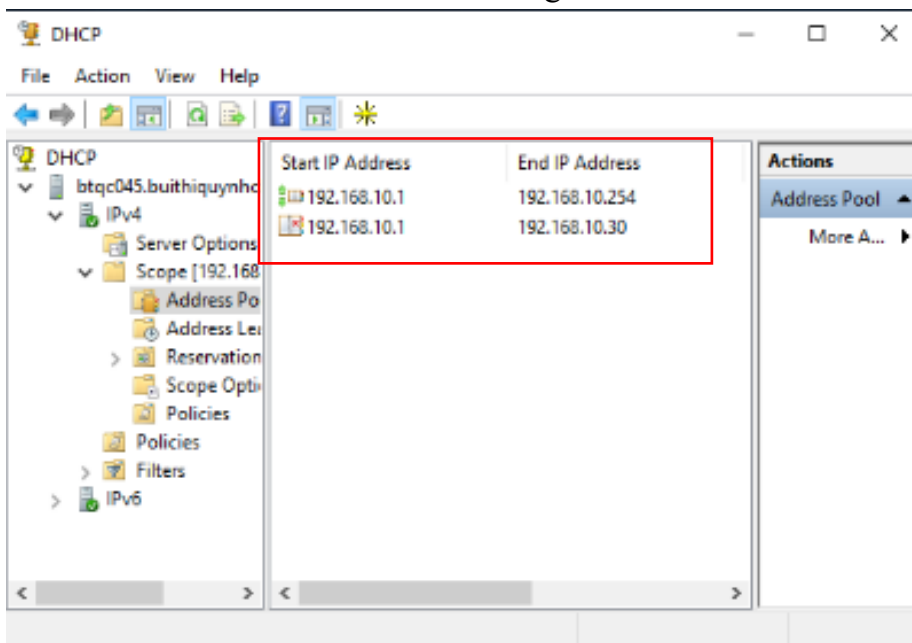 DHCP
File Action View Help
DHCP
btqc045.buithiquynhc
IPv4
Server Options
Scope [192.168
Address Po
Address Lea
Reservation
Scope Opti
Policies
Policies
Filters
IPv6
Start IP Address End IP Address
192.168.10.1 192.168.10.254
192.168.10.1 192.168.10.30
Actions
Address Pool
More A...